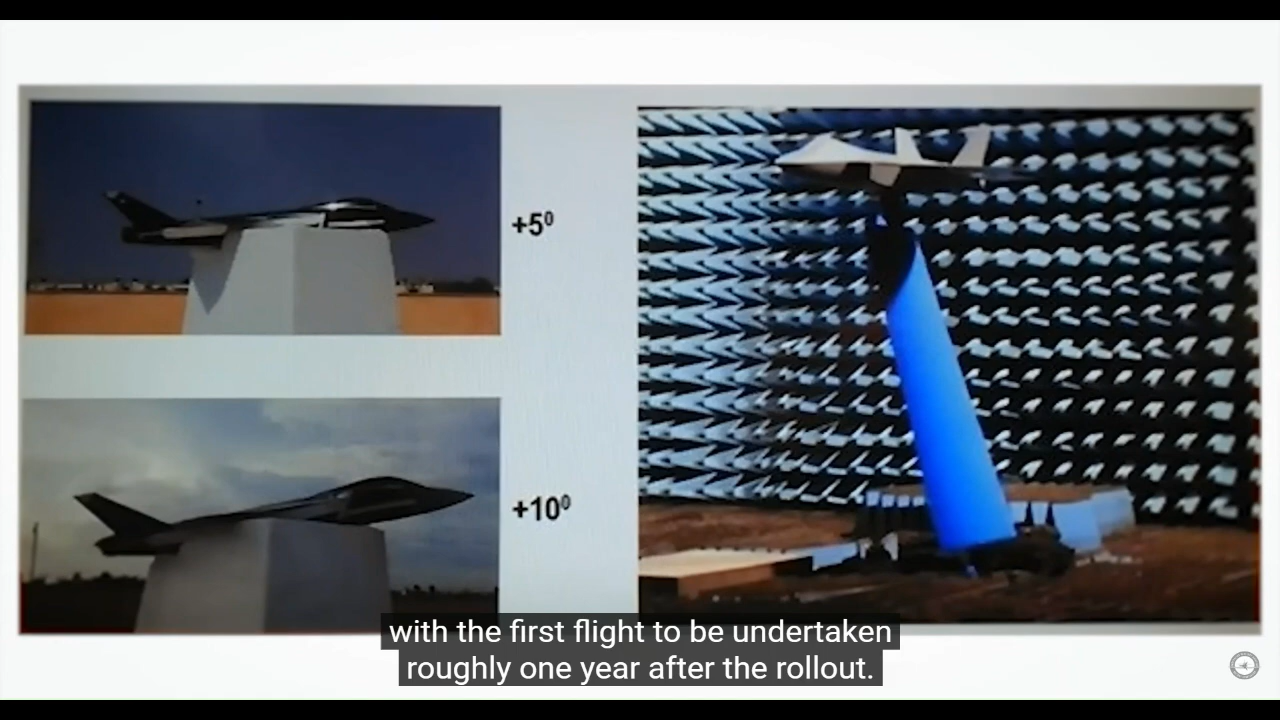 +5⁰
+10⁰
with the first flight to be undertaken
roughly one year after the rollout.